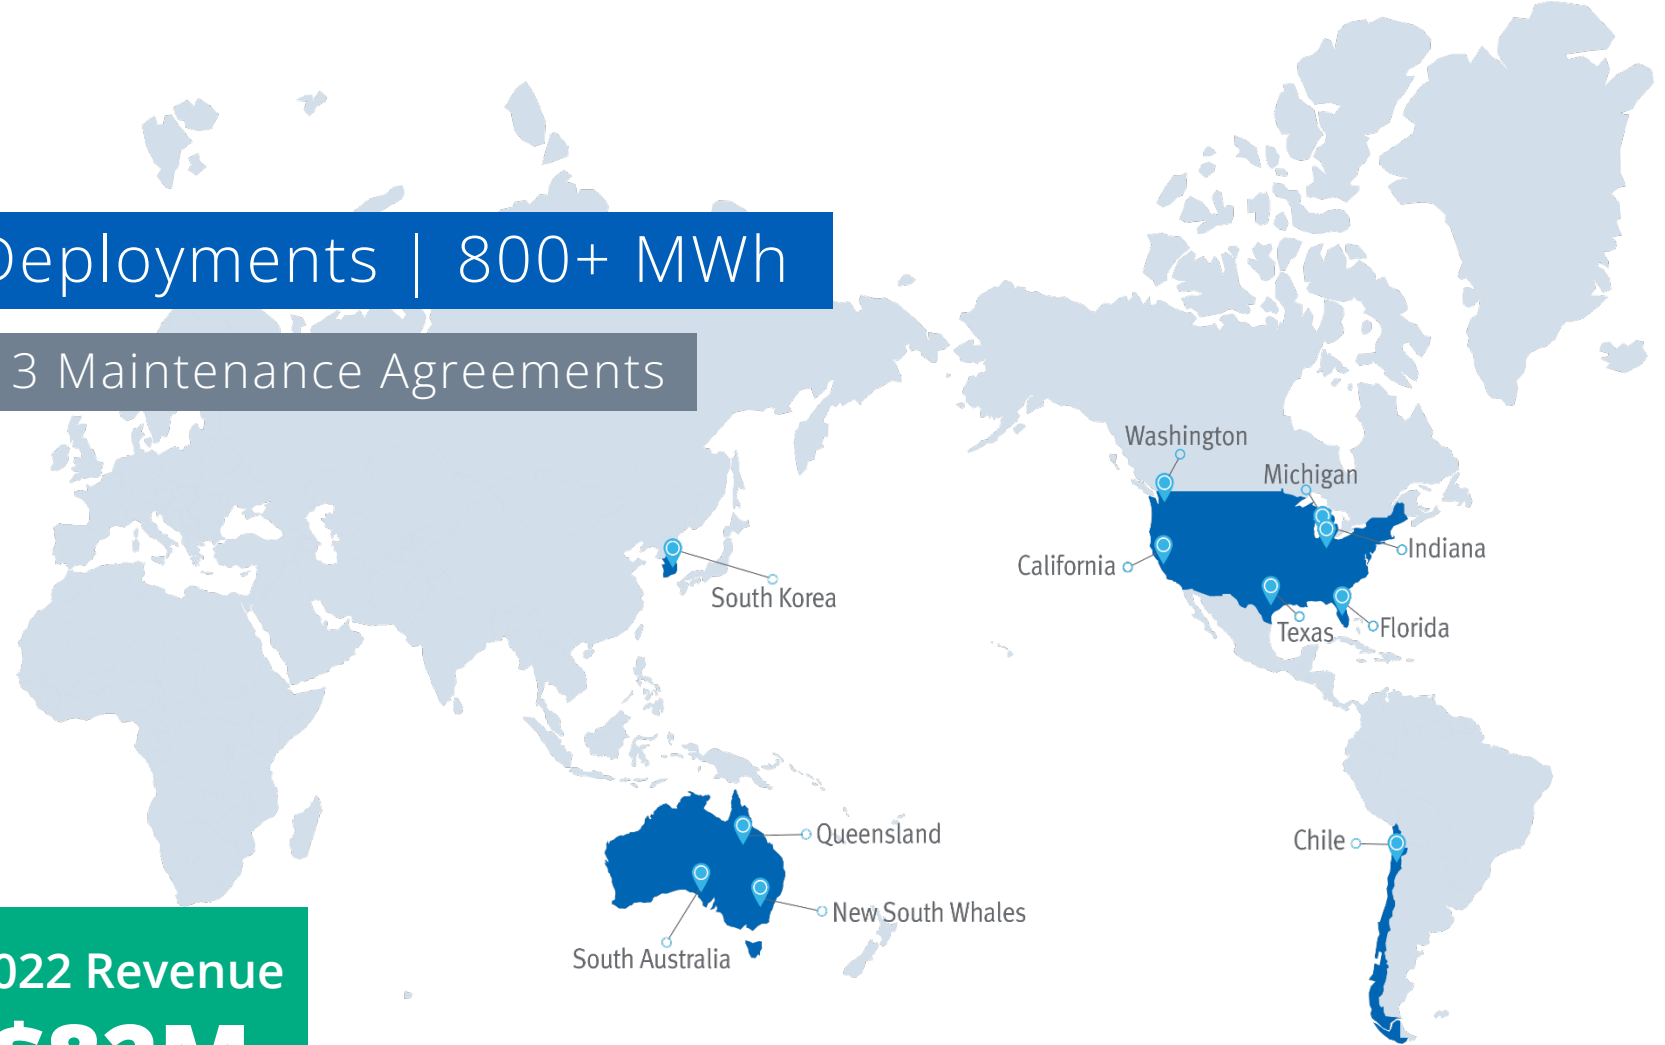 Deployments | 800+ MWh
3 Maintenance Agreements
Washington
Michigan
Indiana
California
South Korea
Texas
Florida
Queensland
Chile
New South Whales
South Australia
022 Revenue